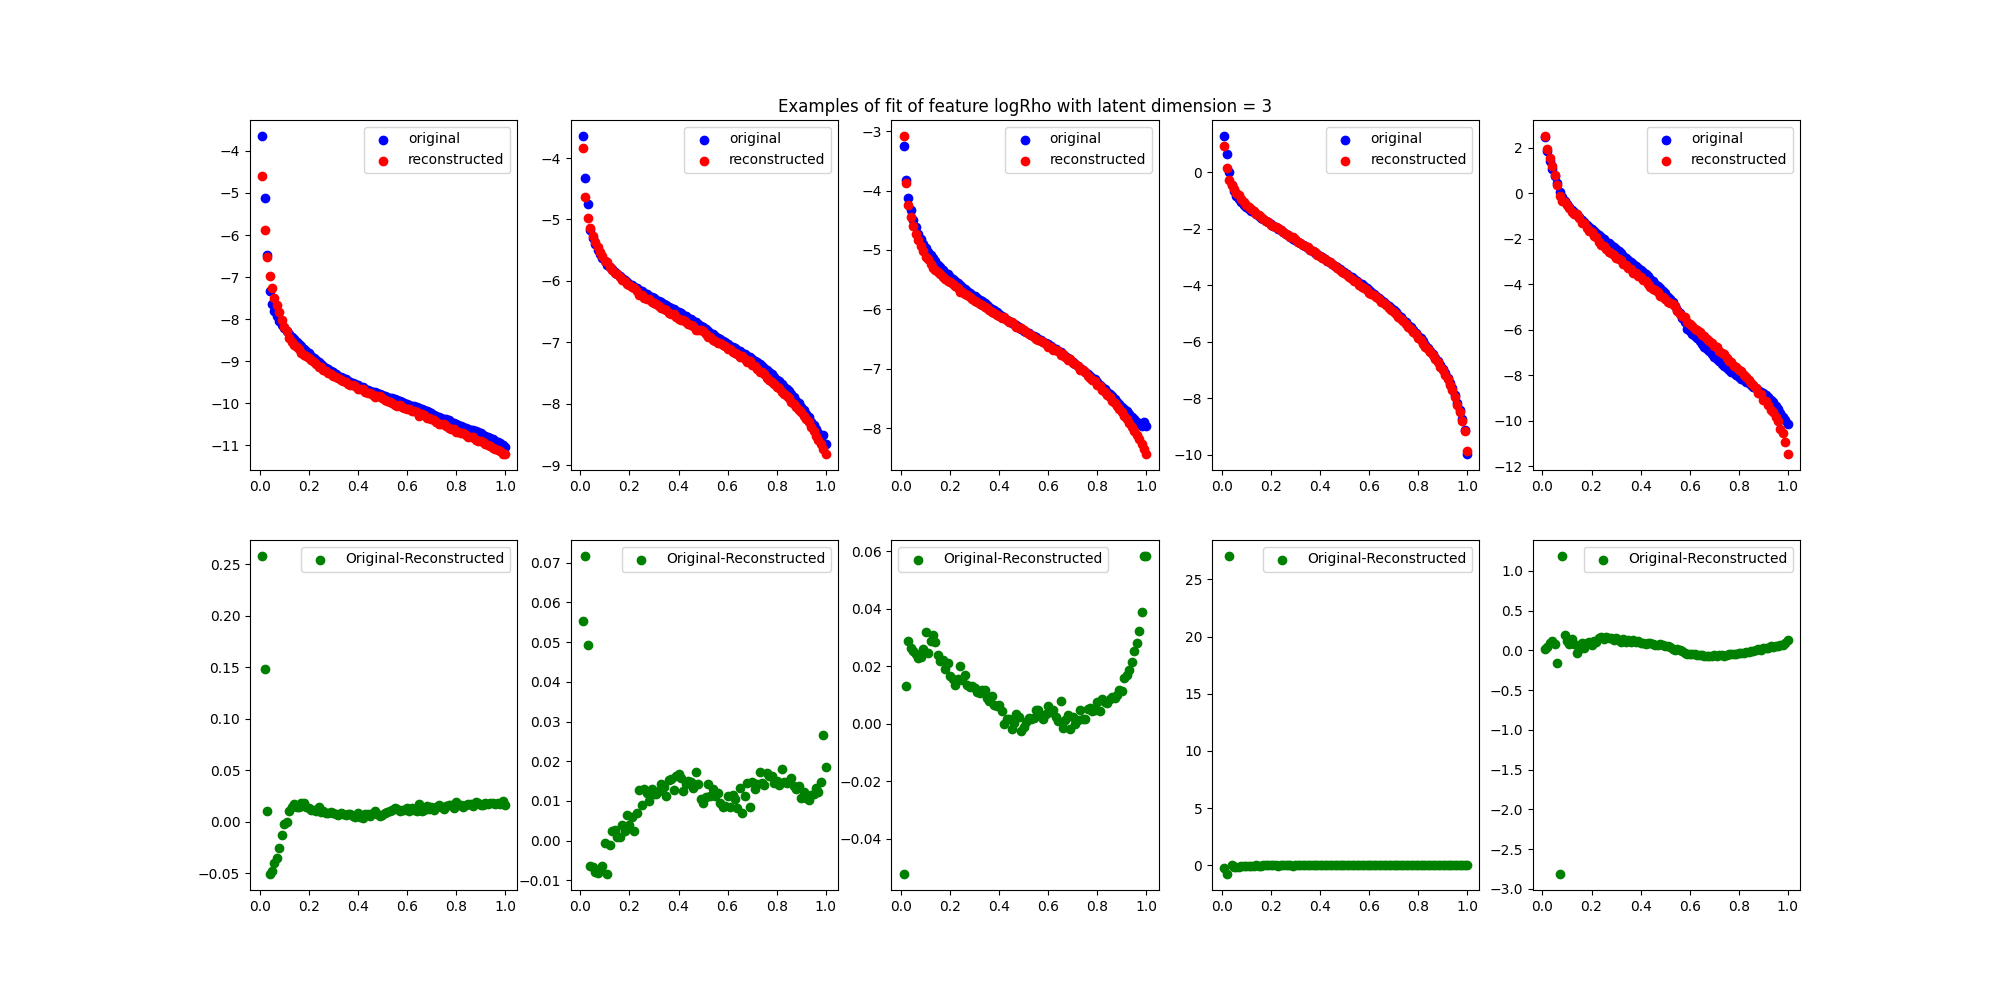 Examples of fit of feature logRho with latent dimension = 3
original
reconstructed
−4
−5
−6
−7
−8
−9
−10
−11
0.0 0.2 0.4 0.6 0.8 1.0
original
reconstructed
−4
−5
−6
−7
−8
−9
0.0 0.2 0.4 0.6 0.8 1.0
original
reconstructed
−3
−4
−5
−6
−7
−8
0.0 0.2 0.4 0.6 0.8 1.0
original
reconstructed
0
−2
−4
−6
−8
−10
0.0 0.2 0.4 0.6 0.8 1.0
original
reconstructed
2
0
−2
−4
−6
−8
−10
−12
0.0 0.2 0.4 0.6 0.8 1.0
Original-Reconstructed
0.25
0.20
0.15
0.10
0.05
0.00
−0.05
0.0 0.2 0.4 0.6 0.8 1.0
Original-Reconstructed
0.07
0.06
0.05
0.04
0.03
0.02
0.01
0.00
−0.01
0.0 0.2 0.4 0.6 0.8 1.0
Original-Reconstructed
0.06
0.04
0.02
0.00
−0.02
−0.04
0.0 0.2 0.4 0.6 0.8 1.0
Original-Reconstructed
25
20
15
10
5
0
0.0 0.2 0.4 0.6 0.8 1.0
Original-Reconstructed
1.0
0.5
0.0
−0.5
−1.0
−1.5
−2.0
−2.5
−3.0
0.0 0.2 0.4 0.6 0.8 1.0